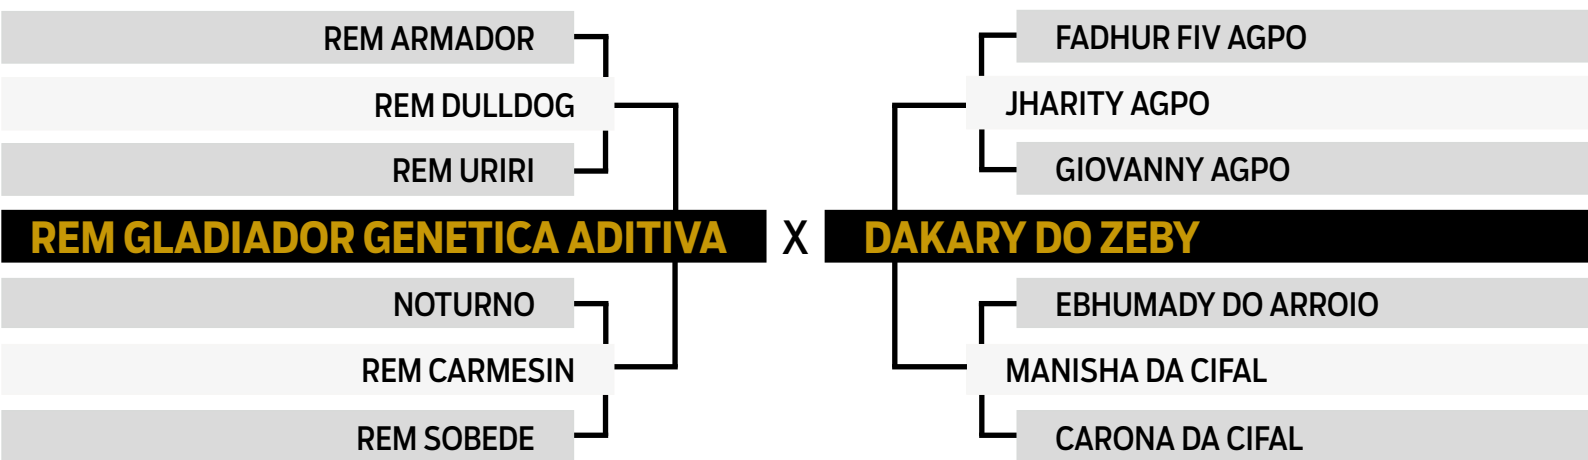 REM ARMADOR
REM DULLDOG
REM URIRI
REM GLADIADOR GENETICA ADITIVA
NOTURNO
REM CARMESIN
REM SOBEDE
X
FADHUR FIV AGPO
JHARITY AGPO
GIOVANNY AGPO
DAKARY DO ZEBY
EBHUMADY DO ARROIO
MANISHA DA CIFAL
CARONA DA CIFAL